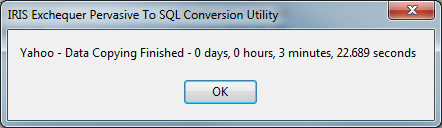 IRIS Exchequer Pervasive To SQL Conversion Utility
Yahoo - Data Copying Finished - 0 days, 0 hours, 3 minutes, 22.689 seconds
OK